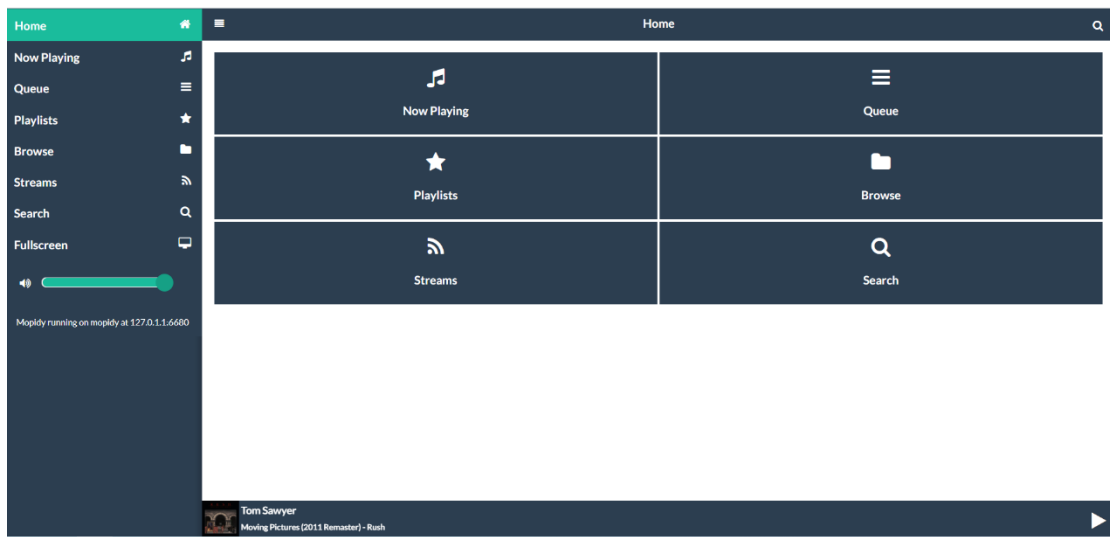 Home
Now Playing
Queue
Playlists
Browse
Streams
Search
Fullscreen
Mopidy running on mopidy at 127.0.1.1:6680
Home
Now Playing
Queue
Playlists
Browse
Streams
Search
Tom Sawyer
Moving Pictures (2011 Remaster) - Rush